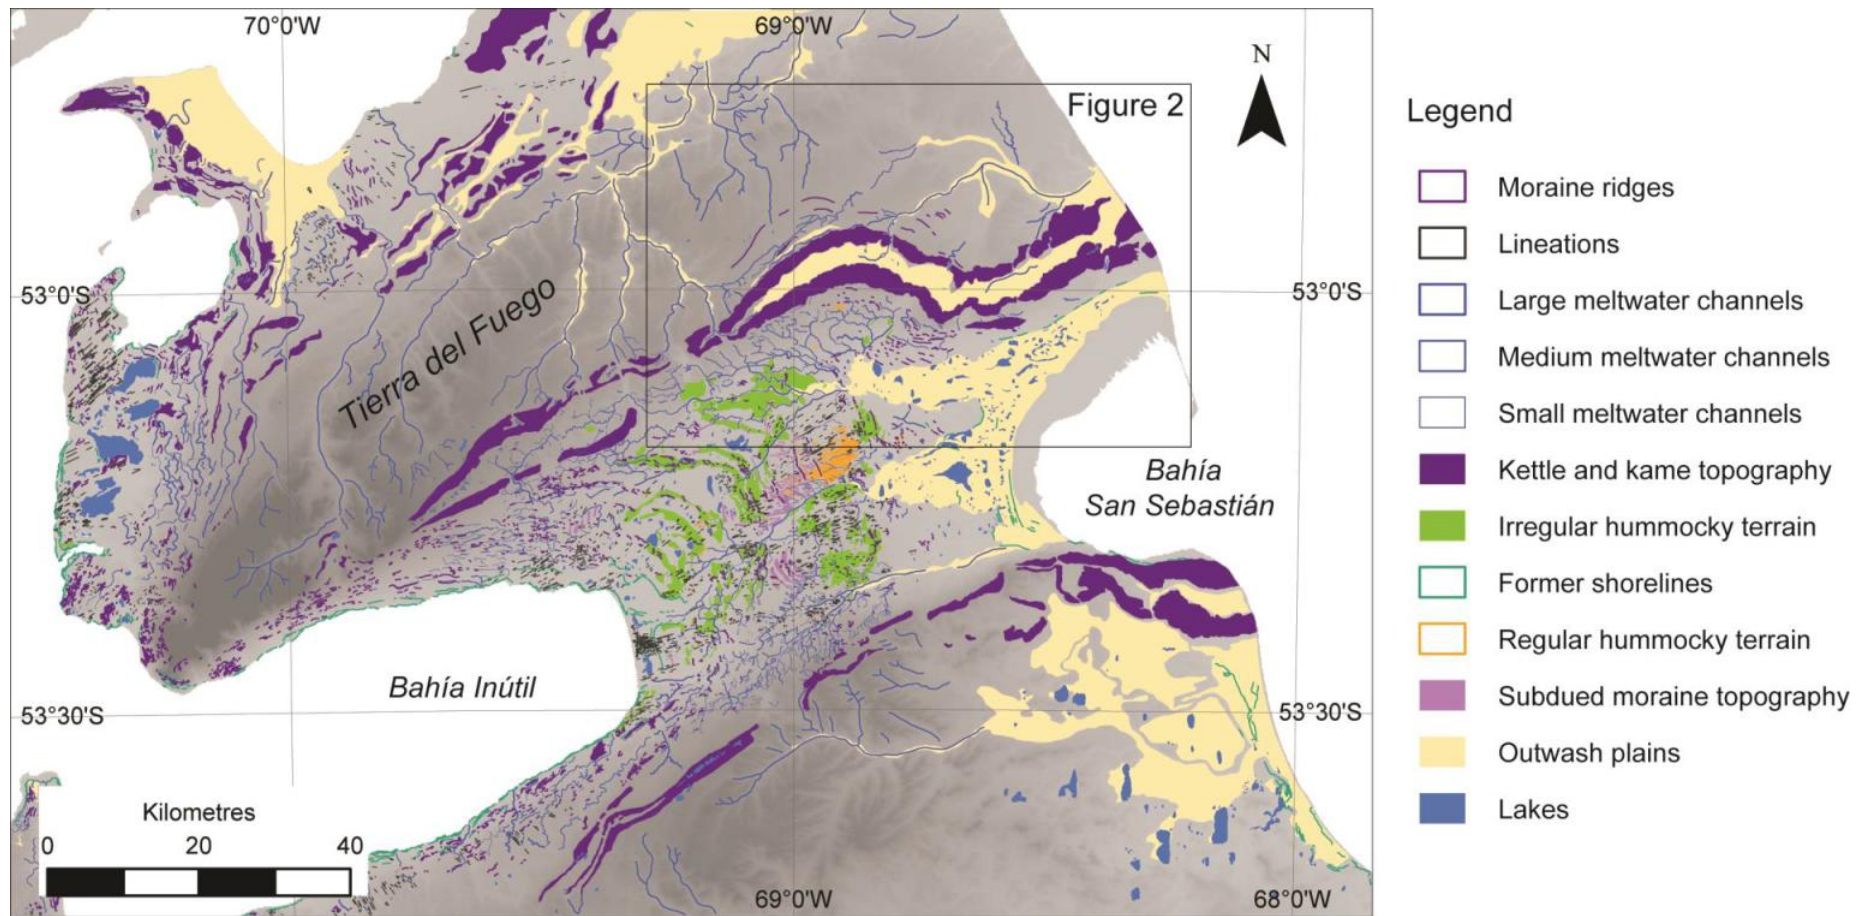 70°0'W
69°0'W
N
Figure 2
53°0'S
53°0'S
Tierra del Fuego
Bahía
San Sebastián
Bahía Inútil
53°30'S
53°30'S
Kilometres
0 20 40
69°0'W
68°0'W
Legend
Moraine ridges
Lineations
Large meltwater channels
Medium meltwater channels
Small meltwater channels
Kettle and kame topography
Irregular hummocky terrain
Former shorelines
Regular hummocky terrain
Subdued moraine topography
Outwash plains
Lakes